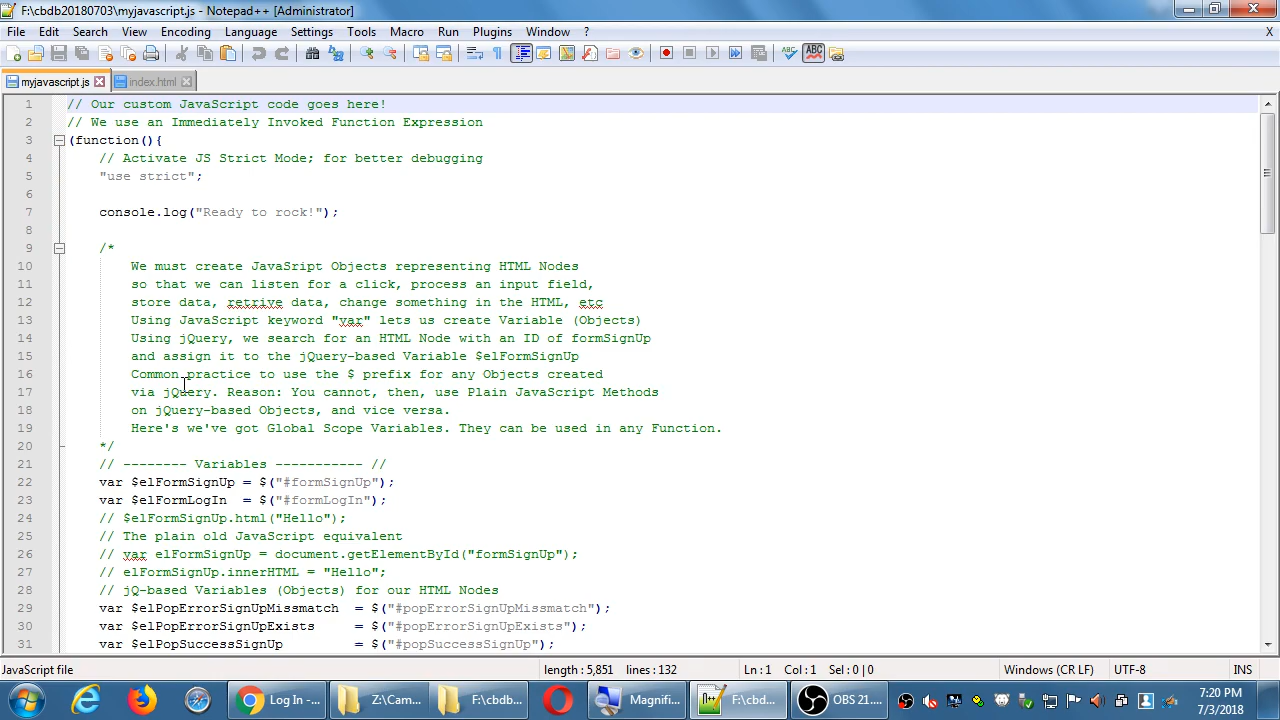 F:\cbdb20180703\myjavascript.js - Notepad++ [Administrator]
File Edit Search View Encoding Language Settings Tools Macro Run Plugins Window ?
myjavascript.js index.html
1 // Our custom JavaScript code goes here!
2 // We use an Immediately Invoked Function Expression
3 (function(){
4 // Activate JS Strict Mode; for better debugging
5 "use strict";
6
7 console.log("Ready to rock!");
8
9 /*
10 We must create JavaSript Objects representing HTML Nodes
11 so that we can listen for a click, process an input field,
12 store data, retrive data, change something in the HTML, etc
13 Using JavaScript keyword "var" lets us create Variable (Objects)
14 Using jQuery, we search for an HTML Node with an ID of formSignUp
15 and assign it to the jQuery-based Variable $elFormSignUp
16 Common practice to use the $ prefix for any Objects created
17 via jQuery. Reason: You cannot, then, use Plain JavaScript Methods
18 on jQuery-based Objects, and vice versa.
19 Here's we've got Global Scope Variables. They can be used in any Function.
20 */
21 // -------- Variables ----------- //
22 var $elFormSignUp = $("#formSignUp");
23 var $elFormLogIn = $("#formLogIn");
24 // $elFormSignUp.html("Hello");
25 // The plain old JavaScript equivalent
26 // var elFormSignUp = document.getElementById("formSignUp");
27 // elFormSignUp.innerHTML = "Hello";
28 // jQ-based Variables (Objects) for our HTML Nodes
29 var $elPopErrorSignUpMissmatch = $("#popErrorSignUpMissmatch");
30 var $elPopErrorSignUpExists = $("#popErrorSignUpExists");
31 var $elPopSuccessSignUp = $("#popSuccessSignUp");
JavaScript file length : 5,851 lines : 132 Ln : 1 Col : 1 Sel : 0 | 0 Windows (CR LF) UTF-8 INS
Log In -... Z:\Cam... F:\cbdb... Magnifi... F:\cbd... OBS 21....
7:20 PM
7/3/2018